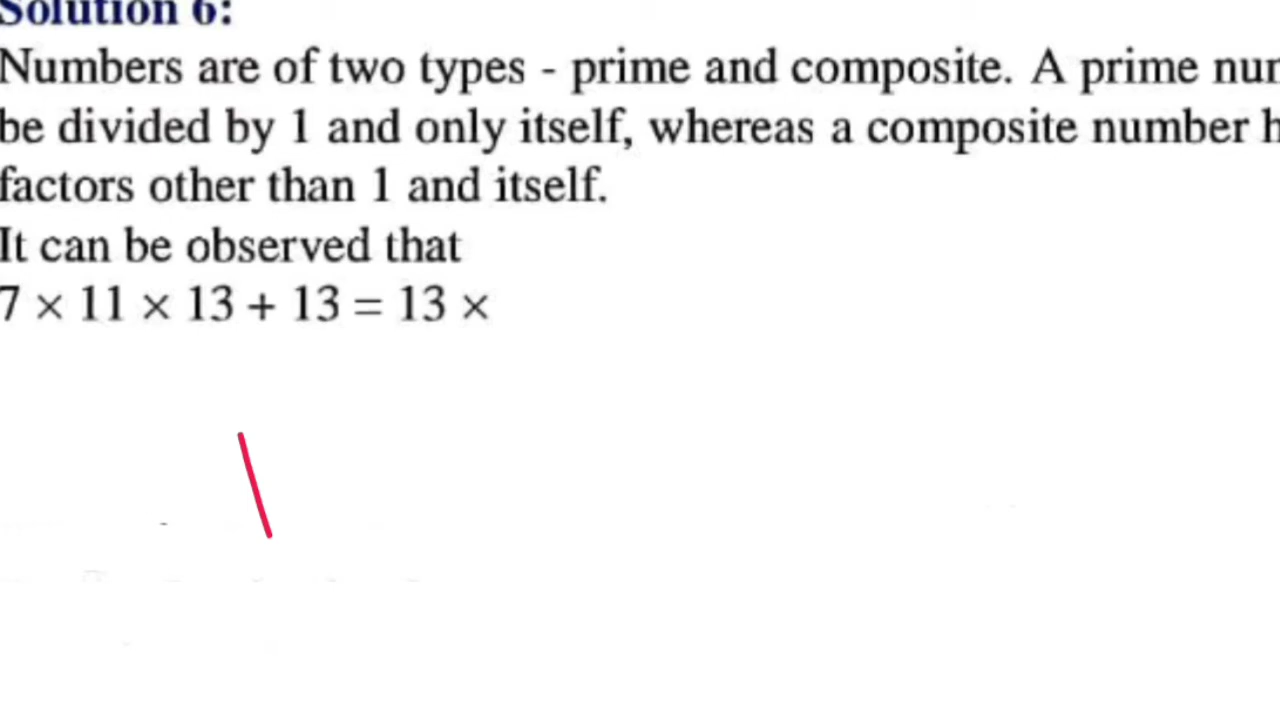 Solution 6:
Numbers are of two types - prime and composite. A prime
be divided by 1 and only itself, whereas a composite number
factors other than 1 and itself.
It can be observed that
7 × 11 × 13 + 13 = 13 ×